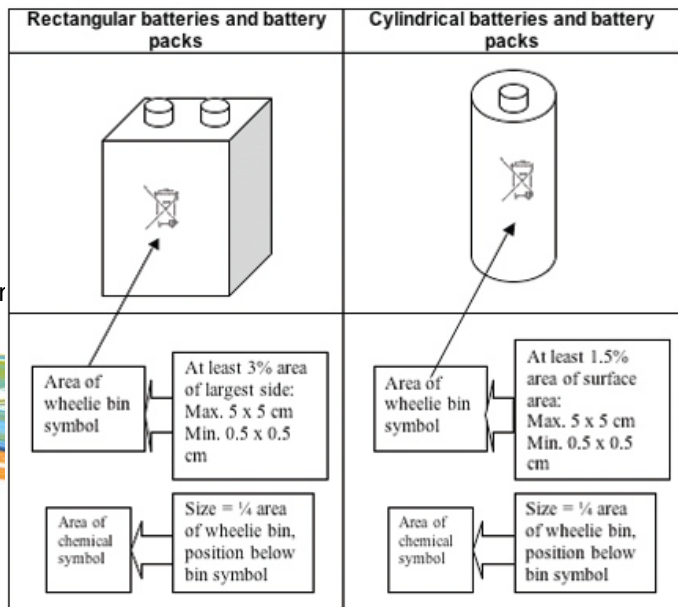 Rectangular batteries and battery
packs
Cylindrical batteries and battery
packs
r
Area of
wheelie bin
symbol
At least 3% area
of largest side:
Max. 5 x 5 cm
Min. 0.5 x 0.5
cm
Area of
wheelie bin
symbol
At least 1.5%
area of surface
area:
Max. 5 x 5 cm
Min. 0.5 x 0.5
cm
Area of
chemical
symbol
Size = ¼ area
of wheelie bin,
position below
bin symbol
Area of
chemical
symbol
Size = ¼ area
of wheelie bin,
position below
bin symbol